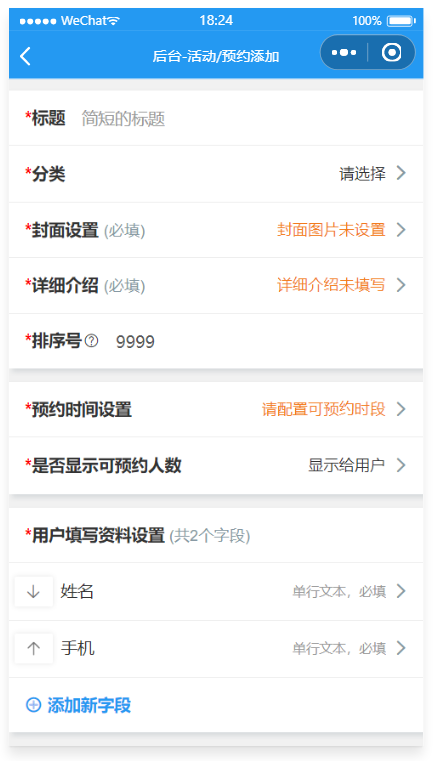 WeChat 18:24 100%
后台-活动/预约添加
*标题 简短的标题
*分类 请选择
*封面设置 (必填) 封面图片未设置
*详细介绍 (必填) 详细介绍未填写
*排序号? 9999
*预约时间设置 请配置可预约时段
*是否显示可预约人数 显示给用户
*用户填写资料设置 (共2个字段)
姓名 单行文本，必填
手机 单行文本，必填
添加新字段